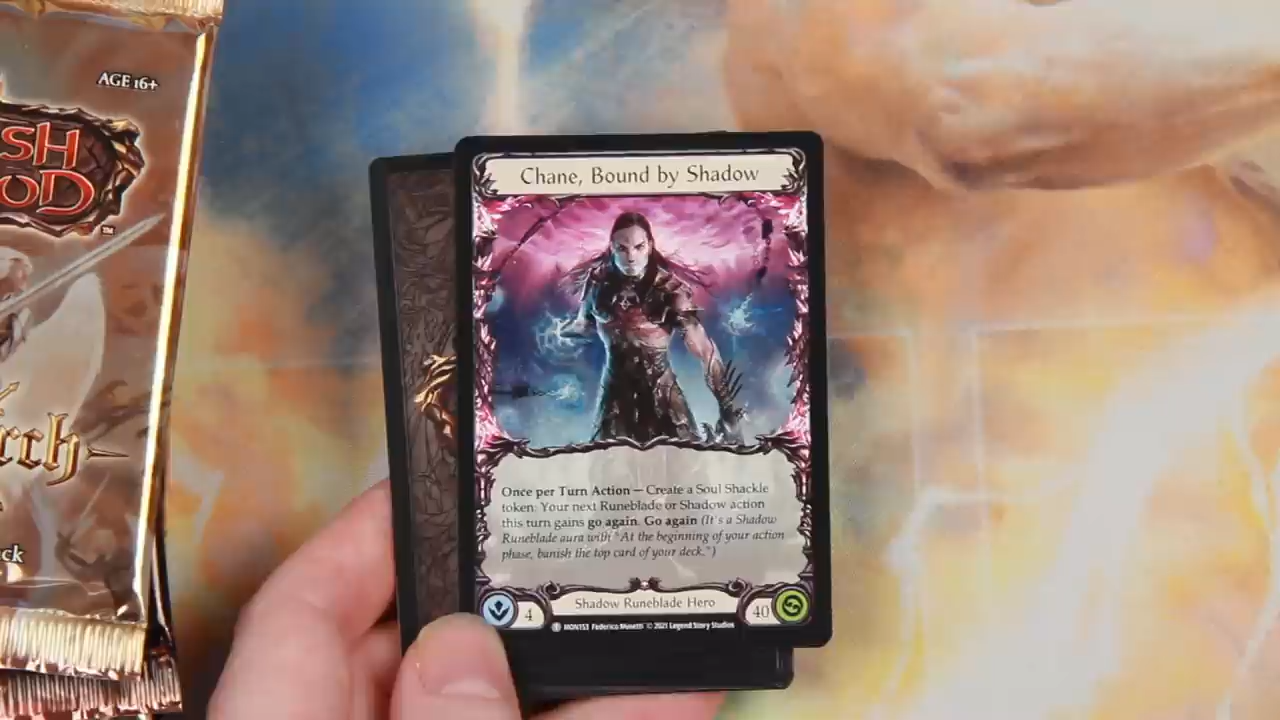 AGE 16+
SH
OD
™
rch
ck
Chane, Bound by Shadow
Once per Turn Action — Create a Soul Shackle
token. Your next Runeblade or Shadow action
this turn gains go again. Go again (It's a Shadow
Runeblade aura with "At the beginning of your action
phase, banish the top card of your deck.")
4
Shadow Runeblade Hero
40
MON153 Federico Musetti © 2021 Legend Story Studios